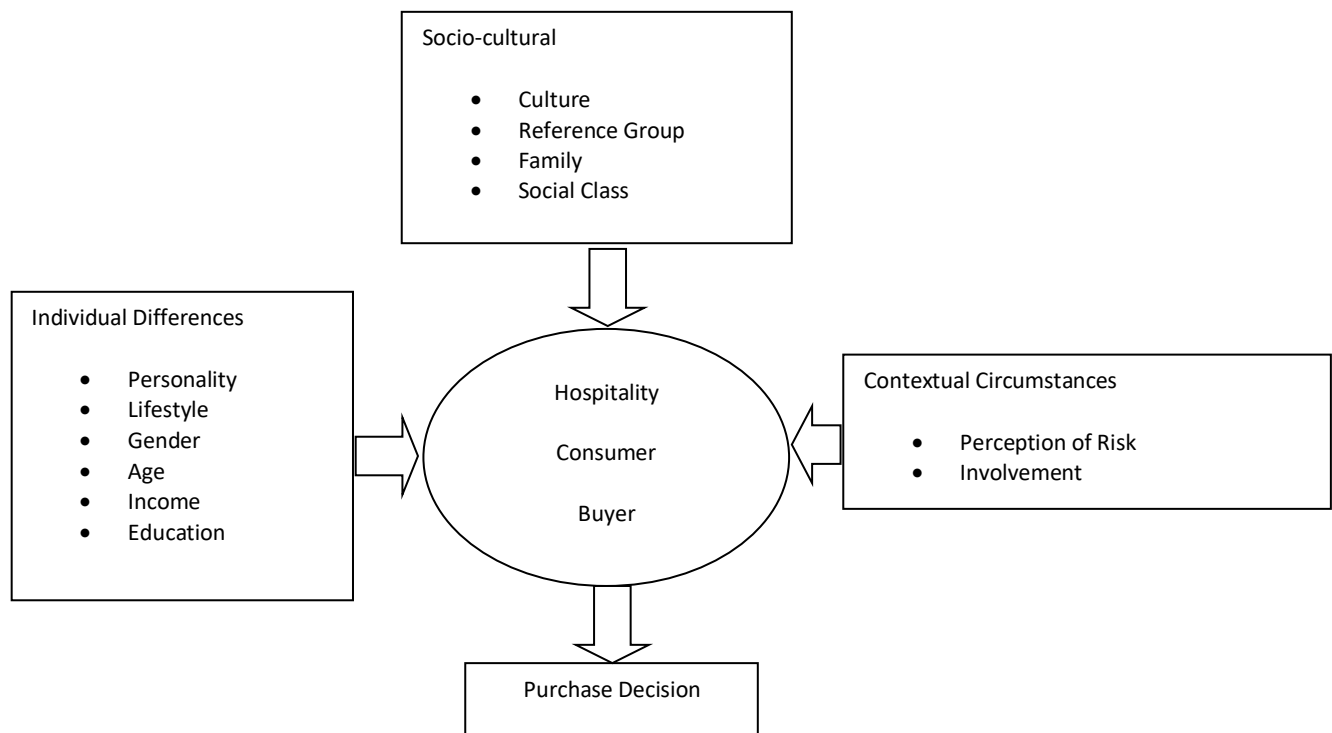 Socio-cultural
• Culture
• Reference Group
• Family
• Social Class
Individual Differences
• Personality
• Lifestyle
• Gender
• Age
• Income
• Education
Hospitality
Consumer
Buyer
Contextual Circumstances
• Perception of Risk
• Involvement
Purchase Decision